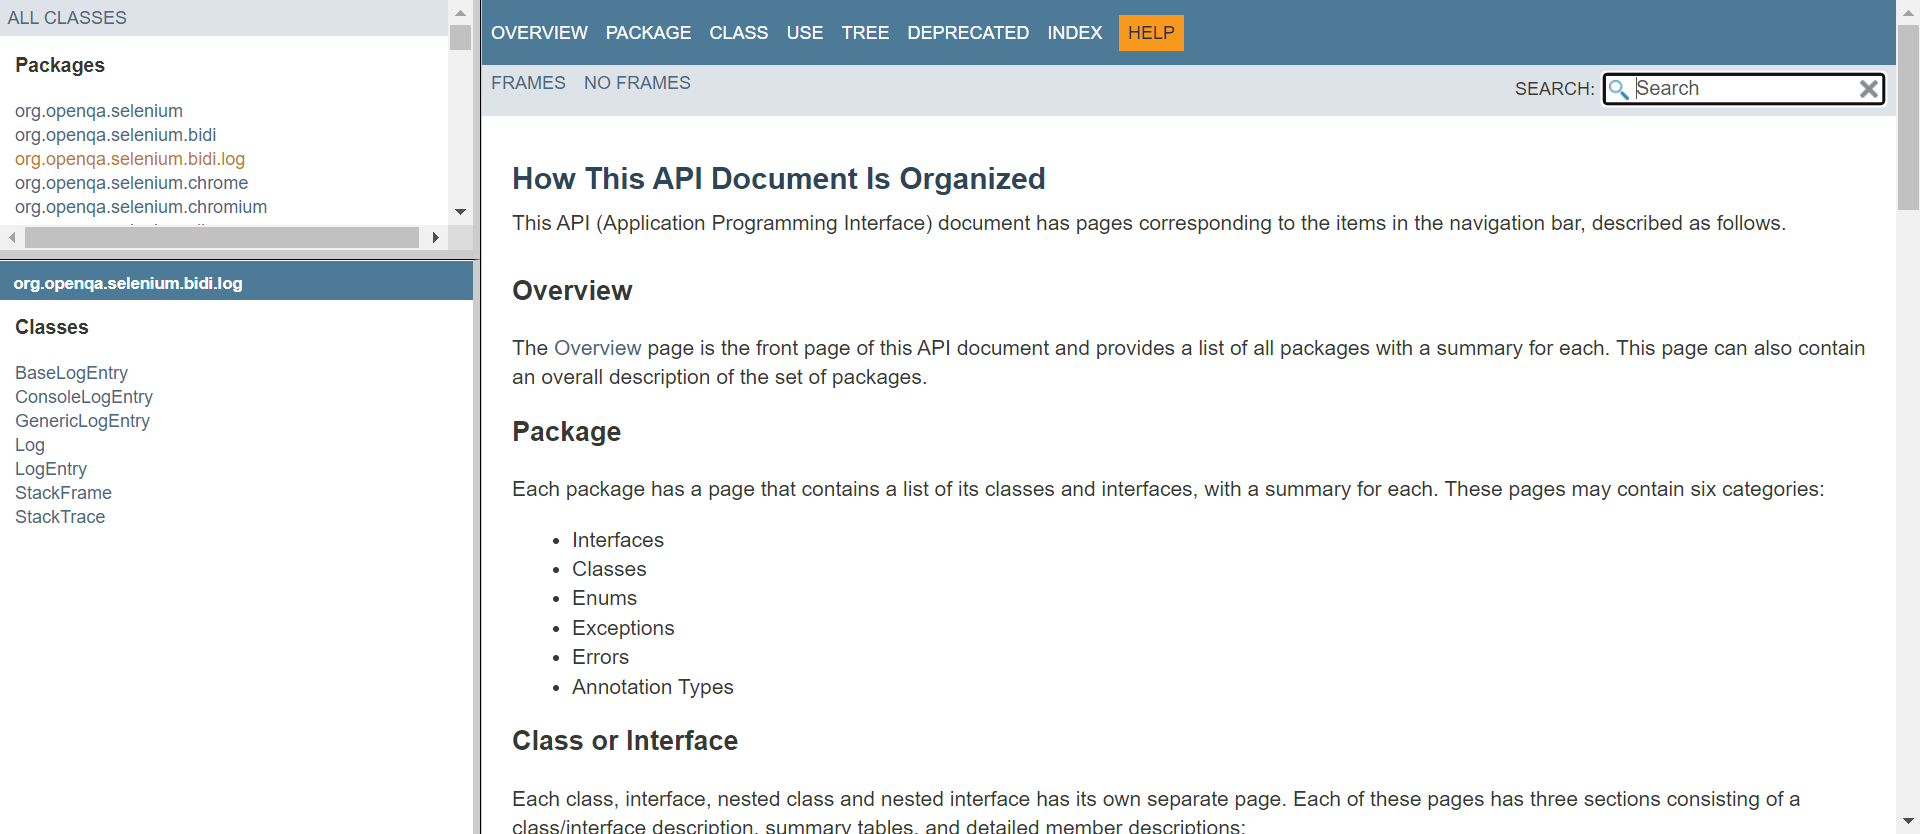 ALL CLASSES
Packages
org.openqa.selenium
org.openqa.selenium.bidi
org.openqa.selenium.bidi.log
org.openqa.selenium.chrome
org.openqa.selenium.chromium
org.openqa.selenium.bidi.log
Classes
BaseLogEntry
ConsoleLogEntry
GenericLogEntry
Log
LogEntry
StackFrame
StackTrace
OVERVIEW PACKAGE CLASS USE TREE DEPRECATED INDEX HELP
FRAMES NO FRAMES
SEARCH: Search
How This API Document Is Organized
This API (Application Programming Interface) document has pages corresponding to the items in the navigation bar, described as follows.
Overview
The Overview page is the front page of this API document and provides a list of all packages with a summary for each. This page can also contain
an overall description of the set of packages.
Package
Each package has a page that contains a list of its classes and interfaces, with a summary for each. These pages may contain six categories:
• Interfaces
• Classes
• Enums
• Exceptions
• Errors
• Annotation Types
Class or Interface
Each class, interface, nested class and nested interface has its own separate page. Each of these pages has three sections consisting of a
class/interface description, summary tables, and detailed member descriptions: